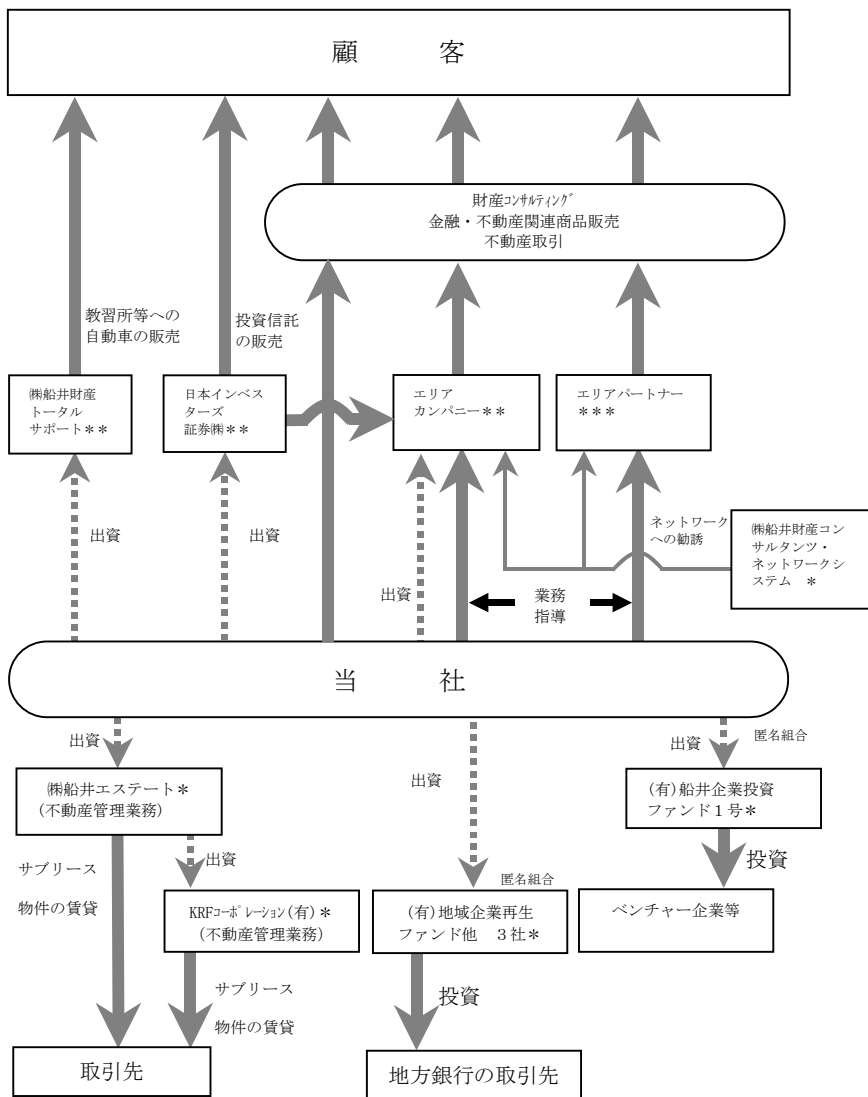 顧　　　客
財産ｺﾝｻﾙﾃｨﾝｸﾞ
金融・不動産関連商品販売
不動産取引
教習所等への
自動車の販売
投資信託
の販売
㈱船井財産
トータル
サポート＊＊
日本インベス
ターズ
証券㈱＊＊
エリア
カンパニー＊＊
エリアパートナー
＊＊＊
ネットワーク
への勧誘
㈱船井財産コン
サルタンツ・
ネットワークシ
ステム　＊
出資
出資
出資
業務
指導
当　　　社
出資
出資
出資
匿名組合
㈱船井エステート＊
(不動産管理業務)
(有)船井企業投資
ファンド１号＊
サブリース
物件の賃貸
出資
投資
匿名組合
KRFｺｰﾎﾟﾚｰｼｮﾝ(有)＊
(不動産管理業務)
(有)地域企業再生
ファンド他　３社＊
ベンチャー企業等
サブリース
物件の賃貸
投資
取引先
地方銀行の取引先